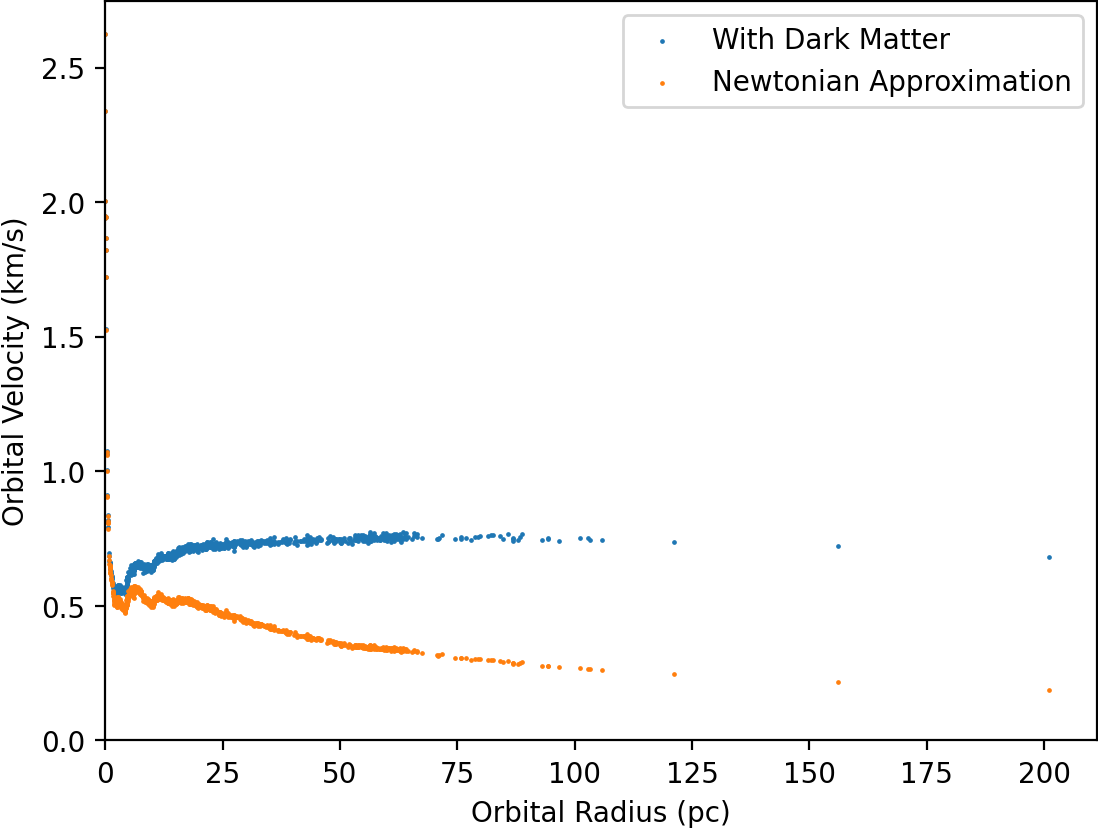 With Dark Matter
Newtonian Approximation
2.5
2.0
1.5
1.0
0.5
0.0
Orbital Velocity (km/s)
0 25 50 75 100 125 150 175 200
Orbital Radius (pc)